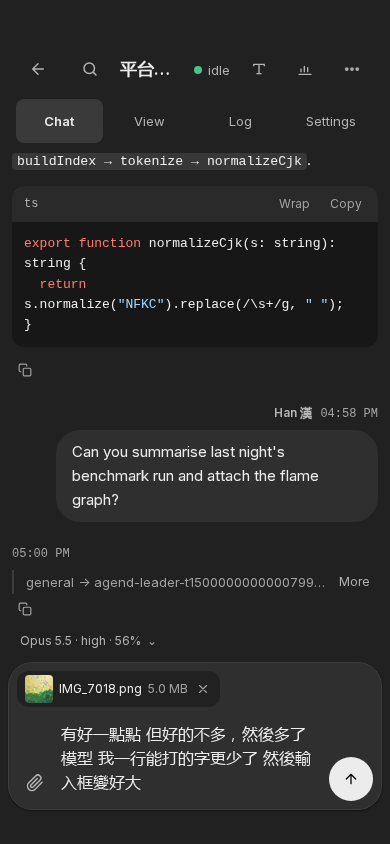 平台... idle
Chat View Log Settings
buildIndex → tokenize → normalizeCjk.
ts Wrap Copy
export function normalizeCjk(s: string):
string {
return
s.normalize("NFKC").replace(/\s+/g, " ");
}
Han 漢 04:58 PM
Can you summarise last night's
benchmark run and attach the flame
graph?
05:00 PM
general → agend-leader-t1500000000000799... More
Opus 5.5 · high · 56%
IMG_7018.png 5.0 MB
有好一點點 但好的不多，然後多了
模型 我一行能打的字更少了 然後輸
入框變好大